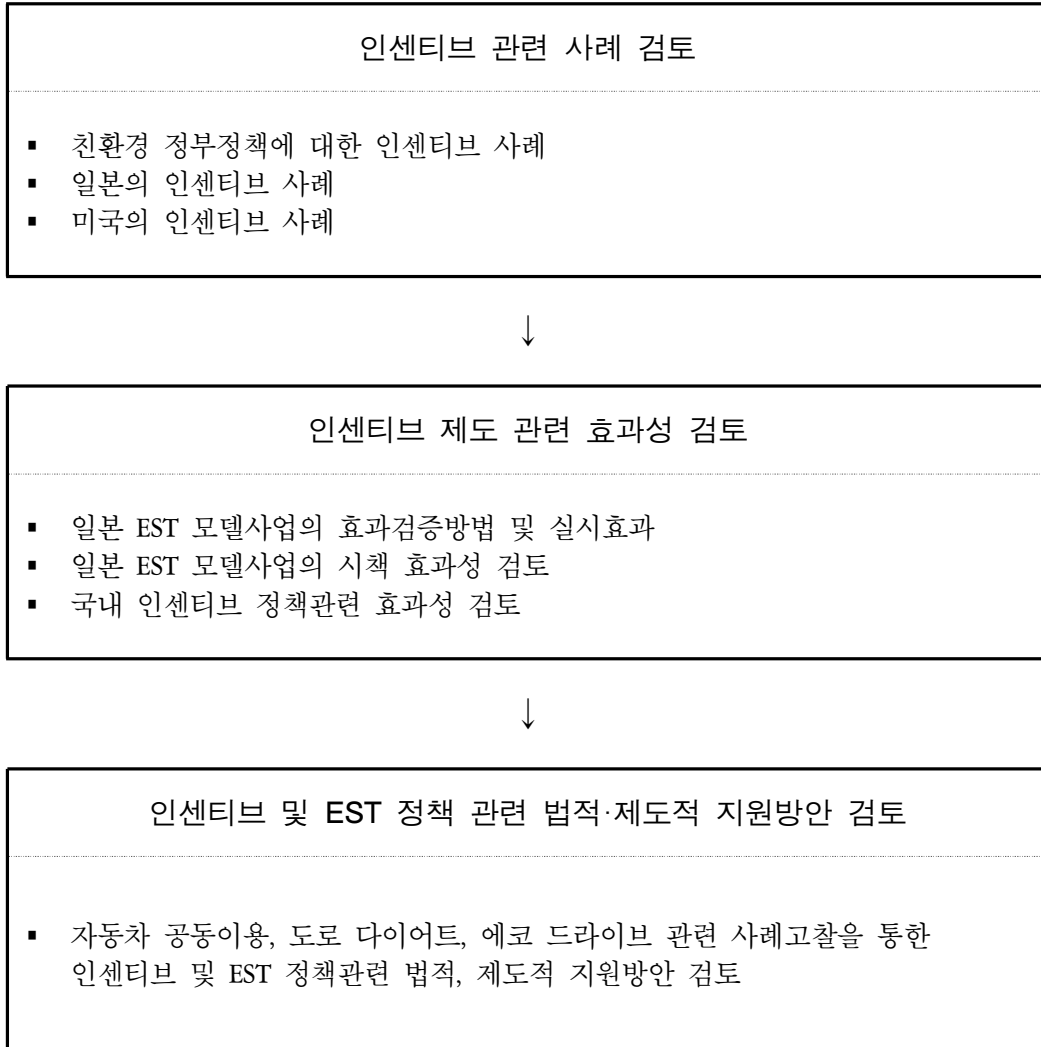 인센티브 관련 사례 검토
▪ 친환경 정부정책에 대한 인센티브 사례
▪ 일본의 인센티브 사례
▪ 미국의 인센티브 사례
↓
인센티브 제도 관련 효과성 검토
▪ 일본 EST 모델사업의 효과검증방법 및 실시효과
▪ 일본 EST 모델사업의 시책 효과성 검토
▪ 국내 인센티브 정책관련 효과성 검토
↓
인센티브 및 EST 정책 관련 법적·제도적 지원방안 검토
▪ 자동차 공동이용, 도로 다이어트, 에코 드라이브 관련 사례고찰을 통한
인센티브 및 EST 정책관련 법적, 제도적 지원방안 검토